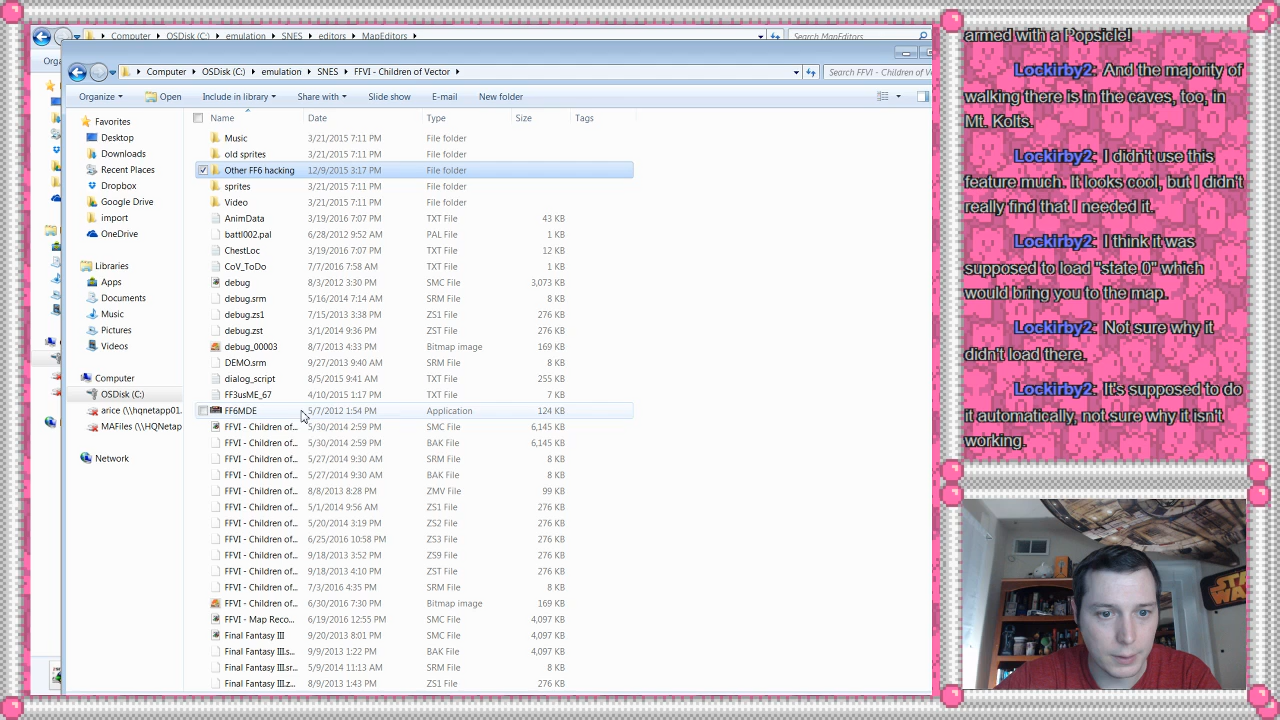 Computer OSDisk (C:) emulation SNES editors MapEditors Search MapEditors
Computer OSDisk (C:) emulation SNES FFVI - Children of Vector Search FFVI - Children of V
Organize Open Include in library Share with Slide show E-mail New folder
Favorites
Desktop
Downloads
Recent Places
Dropbox
Google Drive
import
OneDrive
Libraries
Apps
Documents
Music
Pictures
Videos
Computer
OSDisk (C:)
arice (\\hqnetapp01.
MAFiles (\\HQNetap
Network
Name Date Type Size Tags
Music 3/21/2015 7:11 PM File folder
old sprites 3/21/2015 7:11 PM File folder
Other FF6 hacking 12/9/2015 3:17 PM File folder
sprites 3/21/2015 7:11 PM File folder
Video 3/21/2015 7:11 PM File folder
AnimData 3/19/2016 7:07 PM TXT File 43 KB
battl002.pal 6/28/2012 9:52 AM PAL File 1 KB
ChestLoc 3/19/2016 7:07 PM TXT File 12 KB
CoV_ToDo 7/7/2016 7:58 AM TXT File 1 KB
debug 8/3/2012 3:30 PM SMC File 3,073 KB
debug.srm 5/16/2014 7:14 AM SRM File 8 KB
debug.zs1 7/15/2013 3:38 PM ZS1 File 276 KB
debug.zst 3/1/2014 9:36 PM ZST File 276 KB
debug_00003 8/7/2013 4:33 PM Bitmap image 169 KB
DEMO.srm 9/27/2013 9:40 AM SRM File 8 KB
dialog_script 8/5/2015 9:41 AM TXT File 255 KB
FF3usME_67 4/10/2015 1:17 PM TXT File 7 KB
FF6MDE 5/7/2012 1:54 PM Application 124 KB
FFVI - Children of... 5/30/2014 2:59 PM SMC File 6,145 KB
FFVI - Children of... 5/30/2014 2:59 PM BAK File 6,145 KB
FFVI - Children of... 5/27/2014 9:30 AM SRM File 8 KB
FFVI - Children of... 5/27/2014 9:30 AM BAK File 8 KB
FFVI - Children of... 8/8/2013 8:28 PM ZMV File 99 KB
FFVI - Children of... 5/1/2014 9:56 AM ZS1 File 276 KB
FFVI - Children of... 5/20/2014 3:19 PM ZS2 File 276 KB
FFVI - Children of... 6/25/2016 10:58 PM ZS3 File 276 KB
FFVI - Children of... 9/18/2013 3:52 PM ZS9 File 276 KB
FFVI - Children of... 9/18/2013 4:10 PM ZST File 276 KB
FFVI - Children of... 7/3/2016 4:35 PM SRM File 8 KB
FFVI - Children of... 6/30/2016 7:30 PM Bitmap image 169 KB
FFVI - Map Reco... 6/19/2016 12:55 PM SMC File 4,097 KB
Final Fantasy III 9/20/2013 8:01 PM SMC File 4,097 KB
Final Fantasy III.s... 9/9/2013 1:22 PM BAK File 4,097 KB
Final Fantasy III.sr... 5/9/2014 11:13 AM SRM File 8 KB
Final Fantasy III.z... 8/9/2013 1:43 PM ZS1 File 276 KB
armed with a Popsicle!
Lockirby2: And the majority of
walking there is in the caves, too, in
Mt. Kolts.
Lockirby2: I didn't use this
feature much. It looks cool, but I didn't
really find that I needed it.
Lockirby2: I think it was
supposed to load "state 0" which
would bring you to the map.
Lockirby2: Not sure why it
didn't load there.
Lockirby2: It's supposed to do
it automatically, not sure why it isn't
working.